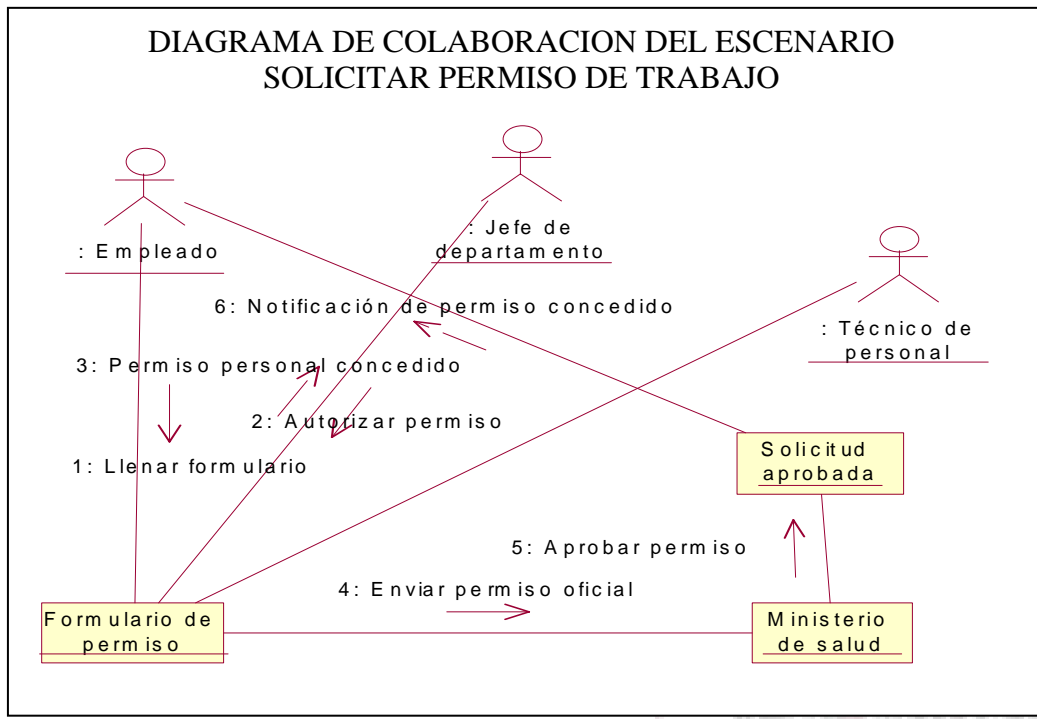 DIAGRAMA DE COLABORACION DEL ESCENARIO
SOLICITAR PERMISO DE TRABAJO
: Empleado
: Jefe de
departamento
: Técnico de
personal
6: Notificación de permiso concedido
3: Permiso personal concedido
2: Autorizar permiso
1: Llenar formulario
Solicitud
aprobada
5: Aprobar permiso
4: Enviar permiso oficial
Formulario de
permiso
Ministerio
de salud